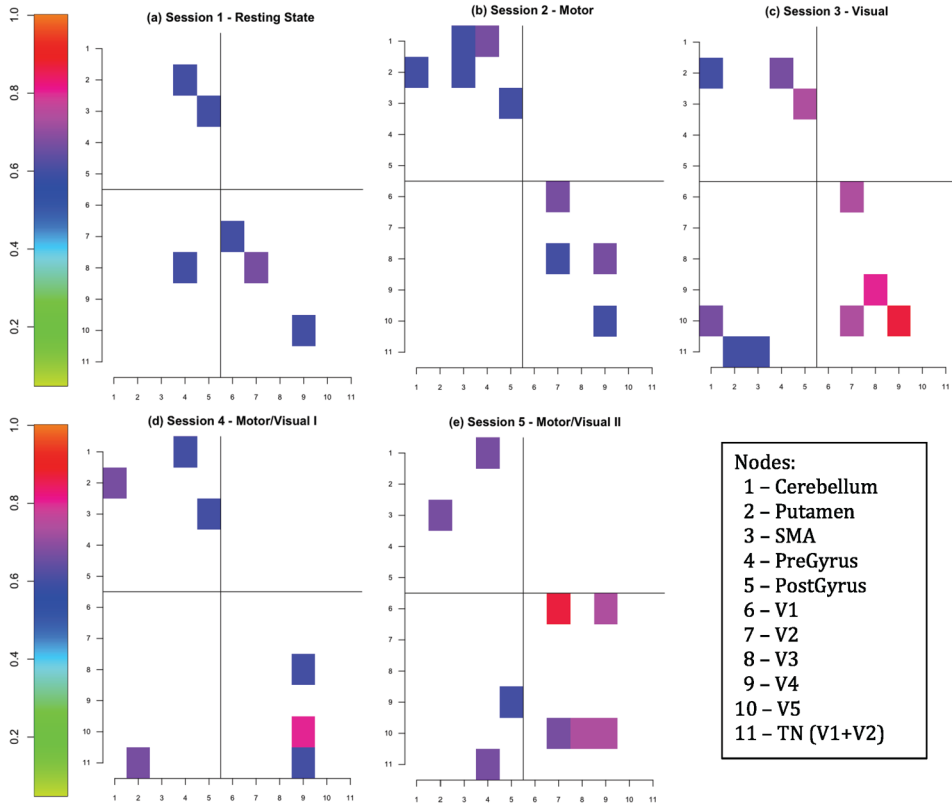 (a) Session 1 - Resting State
(b) Session 2 - Motor
(c) Session 3 - Visual
1.0
0.8
0.6
0.4
0.2
1
2
3
4
5
6
7
8
9
10
11
1 2 3 4 5 6 7 8 9 10 11
1
2
3
4
5
6
7
8
9
10
11
1 2 3 4 5 6 7 8 9 10 11
1
2
3
4
5
6
7
8
9
10
11
1 2 3 4 5 6 7 8 9 10 11
(d) Session 4 - Motor/Visual I
(e) Session 5 - Motor/Visual II
1.0
0.8
0.6
0.4
0.2
1
2
3
4
5
6
7
8
9
10
11
1 2 3 4 5 6 7 8 9 10 11
1
2
3
4
5
6
7
8
9
10
11
1 2 3 4 5 6 7 8 9 10 11
Nodes:
1 – Cerebellum
2 – Putamen
3 – SMA
4 – PreGyrus
5 – PostGyrus
6 – V1
7 – V2
8 – V3
9 – V4
10 – V5
11 – TN (V1+V2)